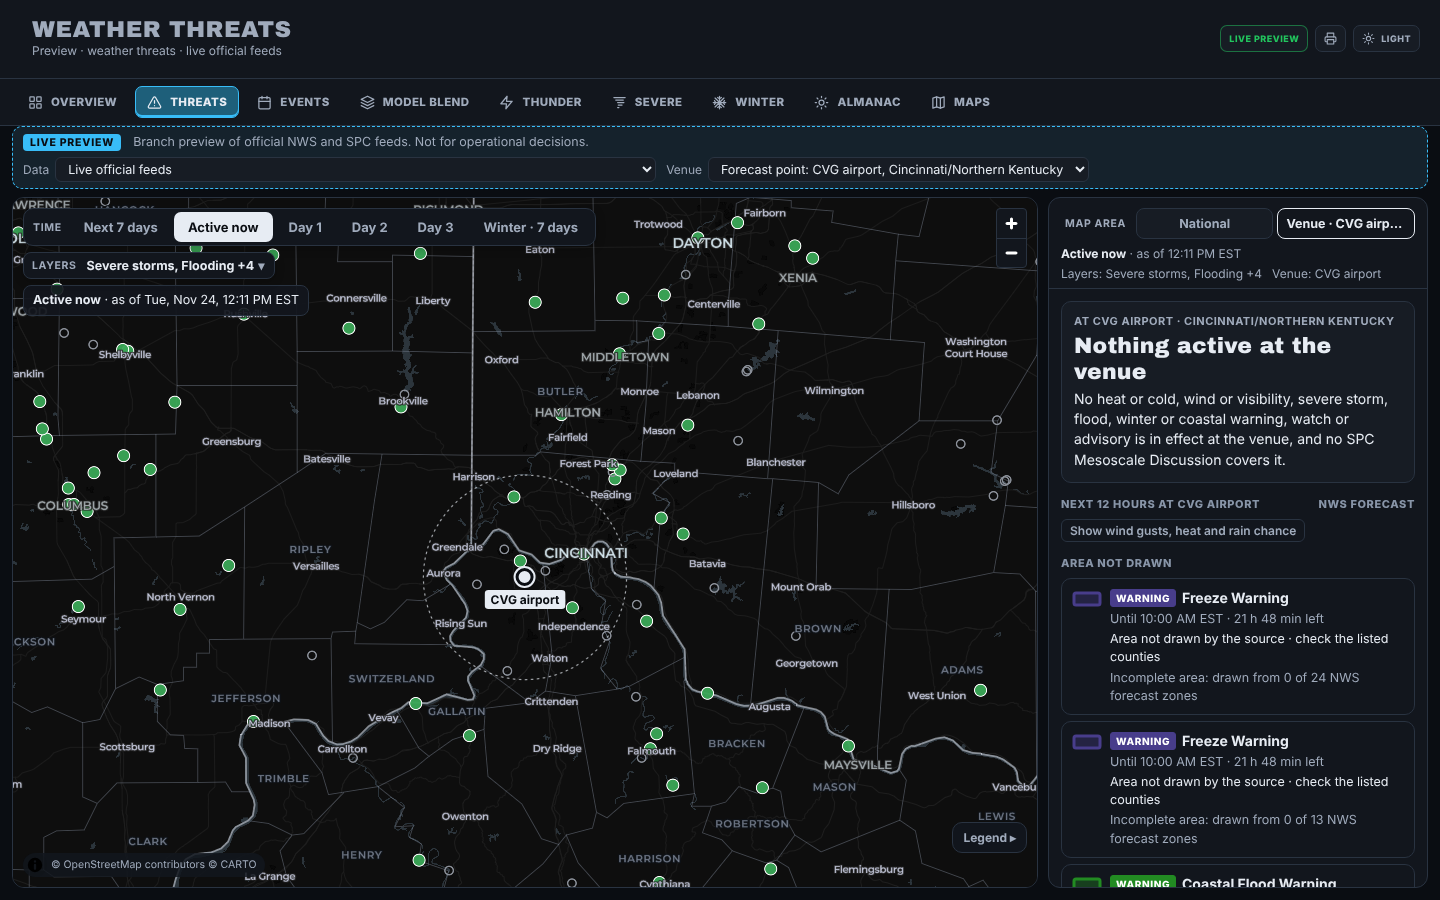 WEATHER THREATS
Preview · weather threats · live official feeds
LIVE PREVIEW
LIGHT
OVERVIEW
THREATS
EVENTS
MODEL BLEND
THUNDER
SEVERE
WINTER
ALMANAC
MAPS
LIVE PREVIEW Branch preview of official NWS and SPC feeds. Not for operational decisions.
Data Live official feeds Venue Forecast point: CVG airport, Cincinnati/Northern Kentucky
TIME Next 7 days Active now Day 1 Day 2 Day 3 Winter · 7 days
LAYERS Severe storms, Flooding +4 ▾
Active now · as of Tue, Nov 24, 12:11 PM EST
+
−
RICHMOND
Trotwood
Fairborn
DAYTON
Eaton
XENIA
Connersville
Liberty
Centerville
Shelbyville
Oxford
MIDDLETOWN
Washington
Court House
BUTLER
Monroe
Lebanon
Wilmington
Brookville
HAMILTON
Greensburg
Fairfield
Mason
Batesville
Forest Park
Blanchester
Harrison
Loveland
Reading
COLUMBUS
Hillsboro
Greendale
CINCINNATI
RIPLEY
Versailles
Aurora
Batavia
Mount Orab
CVG airport
North Vernon
Seymour
Rising Sun
Independence
BROWN
CKSON
Walton
Georgetown
SWITZERLAND
ADAMS
JEFFERSON
West Union
Crittenden
GALLATIN
Augusta
Madison
Vevay
Scottsburg
Carrollton
Dry Ridge
Falmouth
BRACKEN
MAYSVILLE
TRIMBLE
MASON
Vancebu
Owenton
LEWIS
ROBERTSON
CLARK
HENRY
HARRISON
Flemingsburg
La Grange
Cynthiana
Legend ▸
© OpenStreetMap contributors © CARTO
MAP AREA National Venue · CVG airp…
Active now · as of 12:11 PM EST
Layers: Severe storms, Flooding +4 Venue: CVG airport
AT CVG AIRPORT · CINCINNATI/NORTHERN KENTUCKY
Nothing active at the
venue
No heat or cold, wind or visibility, severe storm,
flood, winter or coastal warning, watch or
advisory is in effect at the venue, and no SPC
Mesoscale Discussion covers it.
NEXT 12 HOURS AT CVG AIRPORT NWS FORECAST
Show wind gusts, heat and rain chance
AREA NOT DRAWN
WARNING Freeze Warning
Until 10:00 AM EST · 21 h 48 min left
Area not drawn by the source · check the listed
counties
Incomplete area: drawn from 0 of 24 NWS
forecast zones
WARNING Freeze Warning
Until 10:00 AM EST · 21 h 48 min left
Area not drawn by the source · check the listed
counties
Incomplete area: drawn from 0 of 13 NWS
forecast zones
WARNING Coastal Flood Warning